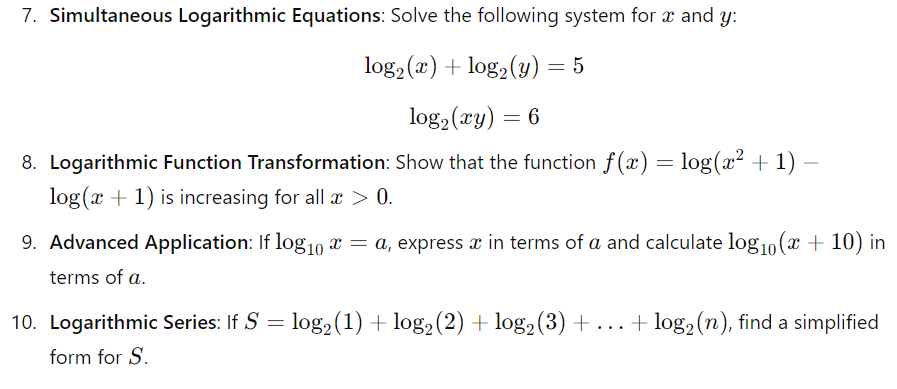 7. Simultaneous Logarithmic Equations: Solve the following system for x and y:
log₂(x) + log₂(y) = 5
log₂(xy) = 6
8. Logarithmic Function Transformation: Show that the function f(x) = log(x² + 1) −
log(x + 1) is increasing for all x > 0.
9. Advanced Application: If log₁₀ x = a, express x in terms of a and calculate log₁₀(x + 10) in
terms of a.
10. Logarithmic Series: If S = log₂(1) + log₂(2) + log₂(3) + . . . + log₂(n), find a simplified
form for S.